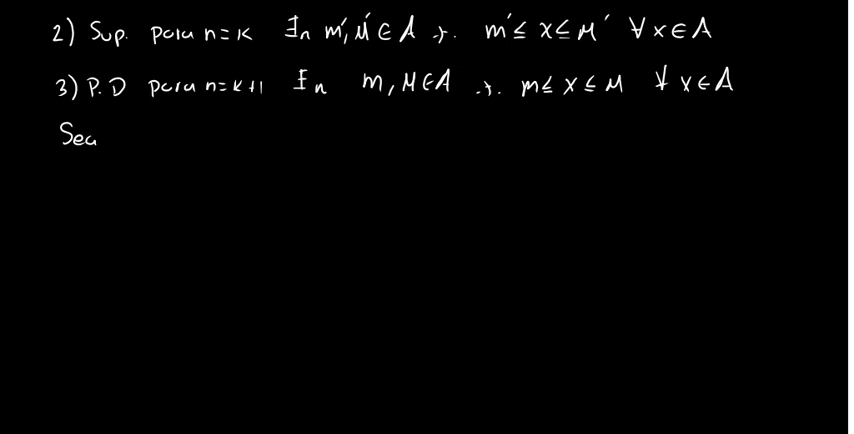 2) Sup. para n=k ∃n m', M' ∈ A .t. m' ≤ x ≤ M' ∀ x ∈ A
3) P.D para n=k+1 ∃n m, M ∈ A .t. m ≤ x ≤ M ∀ x ∈ A
Sea